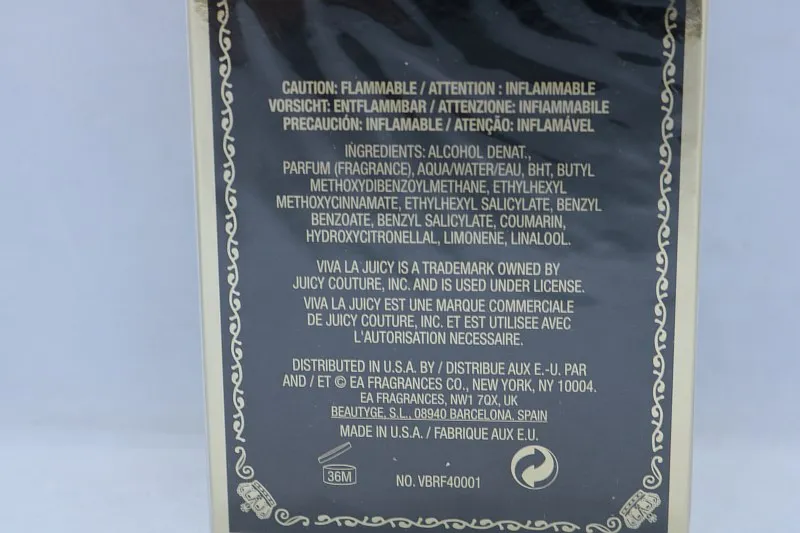 CAUTION: FLAMMABLE / ATTENTION : INFLAMMABLE
VORSICHT: ENTFLAMMBAR / ATTENZIONE: INFIAMMABILE
PRECAUCIÓN: INFLAMABLE / ATENÇÃO: INFLAMÁVEL
INGREDIENTS: ALCOHOL DENAT.,
PARFUM (FRAGRANCE), AQUA/WATER/EAU, BHT, BUTYL
METHOXYDIBENZOYLMETHANE, ETHYLHEXYL
METHOXYCINNAMATE, ETHYLHEXYL SALICYLATE, BENZYL
BENZOATE, BENZYL SALICYLATE, COUMARIN,
HYDROXYCITRONELLAL, LIMONENE, LINALOOL.
VIVA LA JUICY IS A TRADEMARK OWNED BY
JUICY COUTURE, INC. AND IS USED UNDER LICENSE.
VIVA LA JUICY EST UNE MARQUE COMMERCIALE
DE JUICY COUTURE, INC. ET EST UTILISEE AVEC
L'AUTORISATION NECESSAIRE.
DISTRIBUTED IN U.S.A. BY / DISTRIBUE AUX E.-U. PAR
AND / ET © EA FRAGRANCES CO., NEW YORK, NY 10004.
EA FRAGRANCES, NW1 7QX, UK
BEAUTYGE, S.L., 08940 BARCELONA, SPAIN
MADE IN U.S.A. / FABRIQUE AUX E.U.
36M
NO. VBRF40001